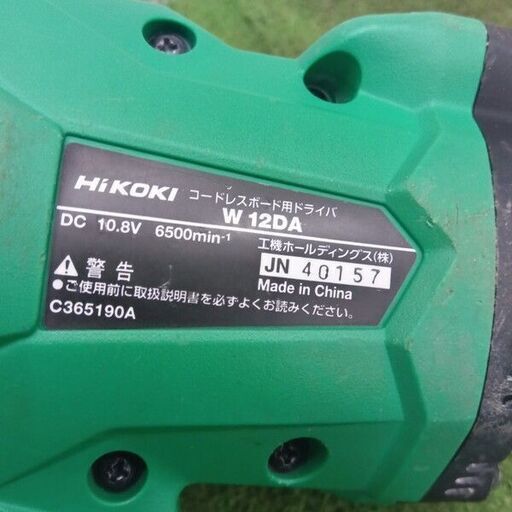 HiKOKI コードレスボード用ドライバ
W 12DA
DC 10.8V 6500min-1
工機ホールディングス(株)
JN 40157
Made in China
警告
●ご使用前に取扱説明書を必ずよくお読みください。
C365190A